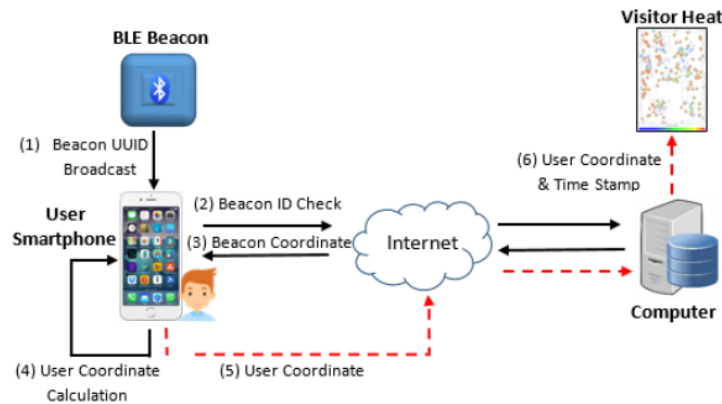 Visitor Heat
BLE Beacon
(1) Beacon UUID
Broadcast
(6) User Coordinate
& Time Stamp
User
Smartphone
(2) Beacon ID Check
(3) Beacon Coordinate
Internet
Computer
(4) User Coordinate
Calculation
(5) User Coordinate